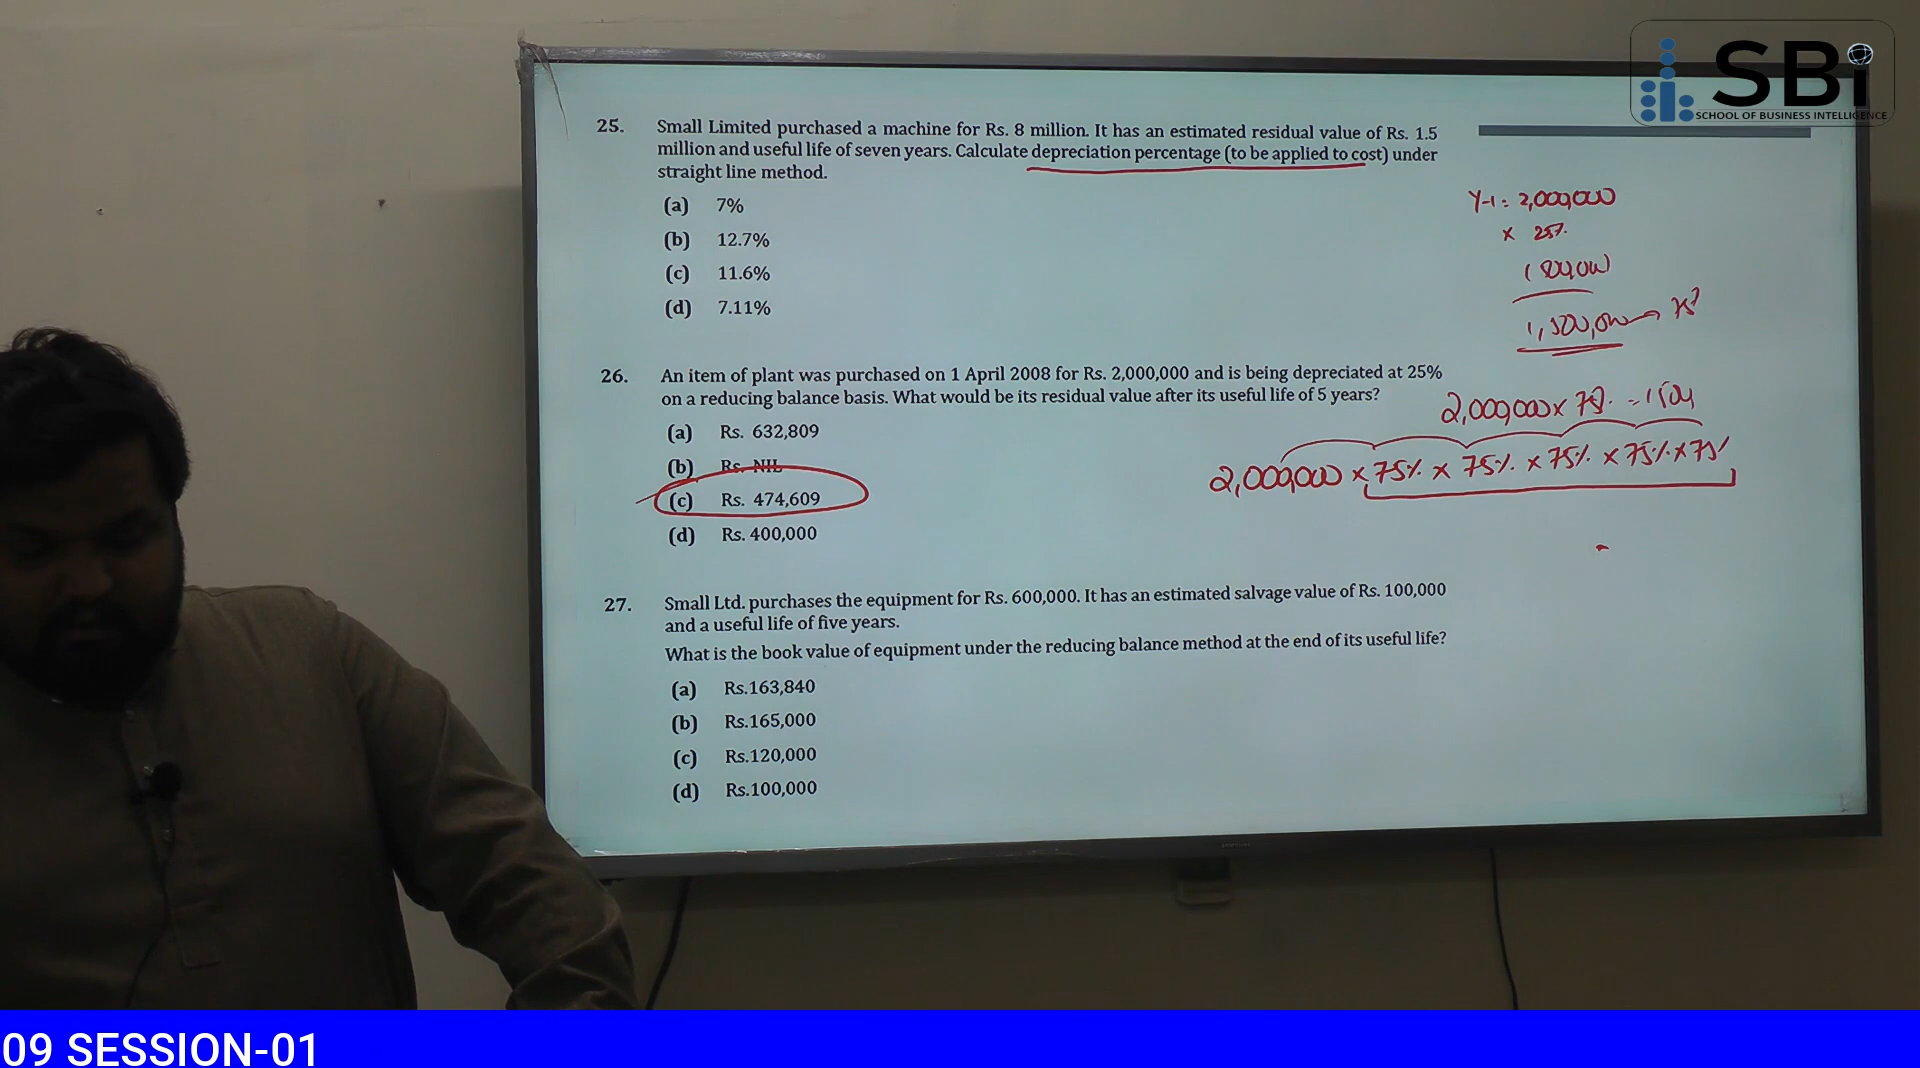 SBi
SCHOOL OF BUSINESS INTELLIGENCE
25. Small Limited purchased a machine for Rs. 8 million. It has an estimated residual value of Rs. 1.5
million and useful life of seven years. Calculate depreciation percentage (to be applied to cost) under
straight line method.
(a) 7%
(b) 12.7%
(c) 11.6%
(d) 7.11%
Y-1: 2,000,000
x 25%
26. An item of plant was purchased on 1 April 2008 for Rs. 2,000,000 and is being depreciated at 25%
on a reducing balance basis. What would be its residual value after its useful life of 5 years?
(a) Rs. 632,809
(b) Rs. NIL
(c) Rs. 474,609
(d) Rs. 400,000
2,000,000 x
2,000,000 x 75% x 75% x 75% x 75% x 75%
27. Small Ltd. purchases the equipment for Rs. 600,000. It has an estimated salvage value of Rs. 100,000
and a useful life of five years.
What is the book value of equipment under the reducing balance method at the end of its useful life?
(a) Rs.163,840
(b) Rs.165,000
(c) Rs.120,000
(d) Rs.100,000
09 SESSION-01